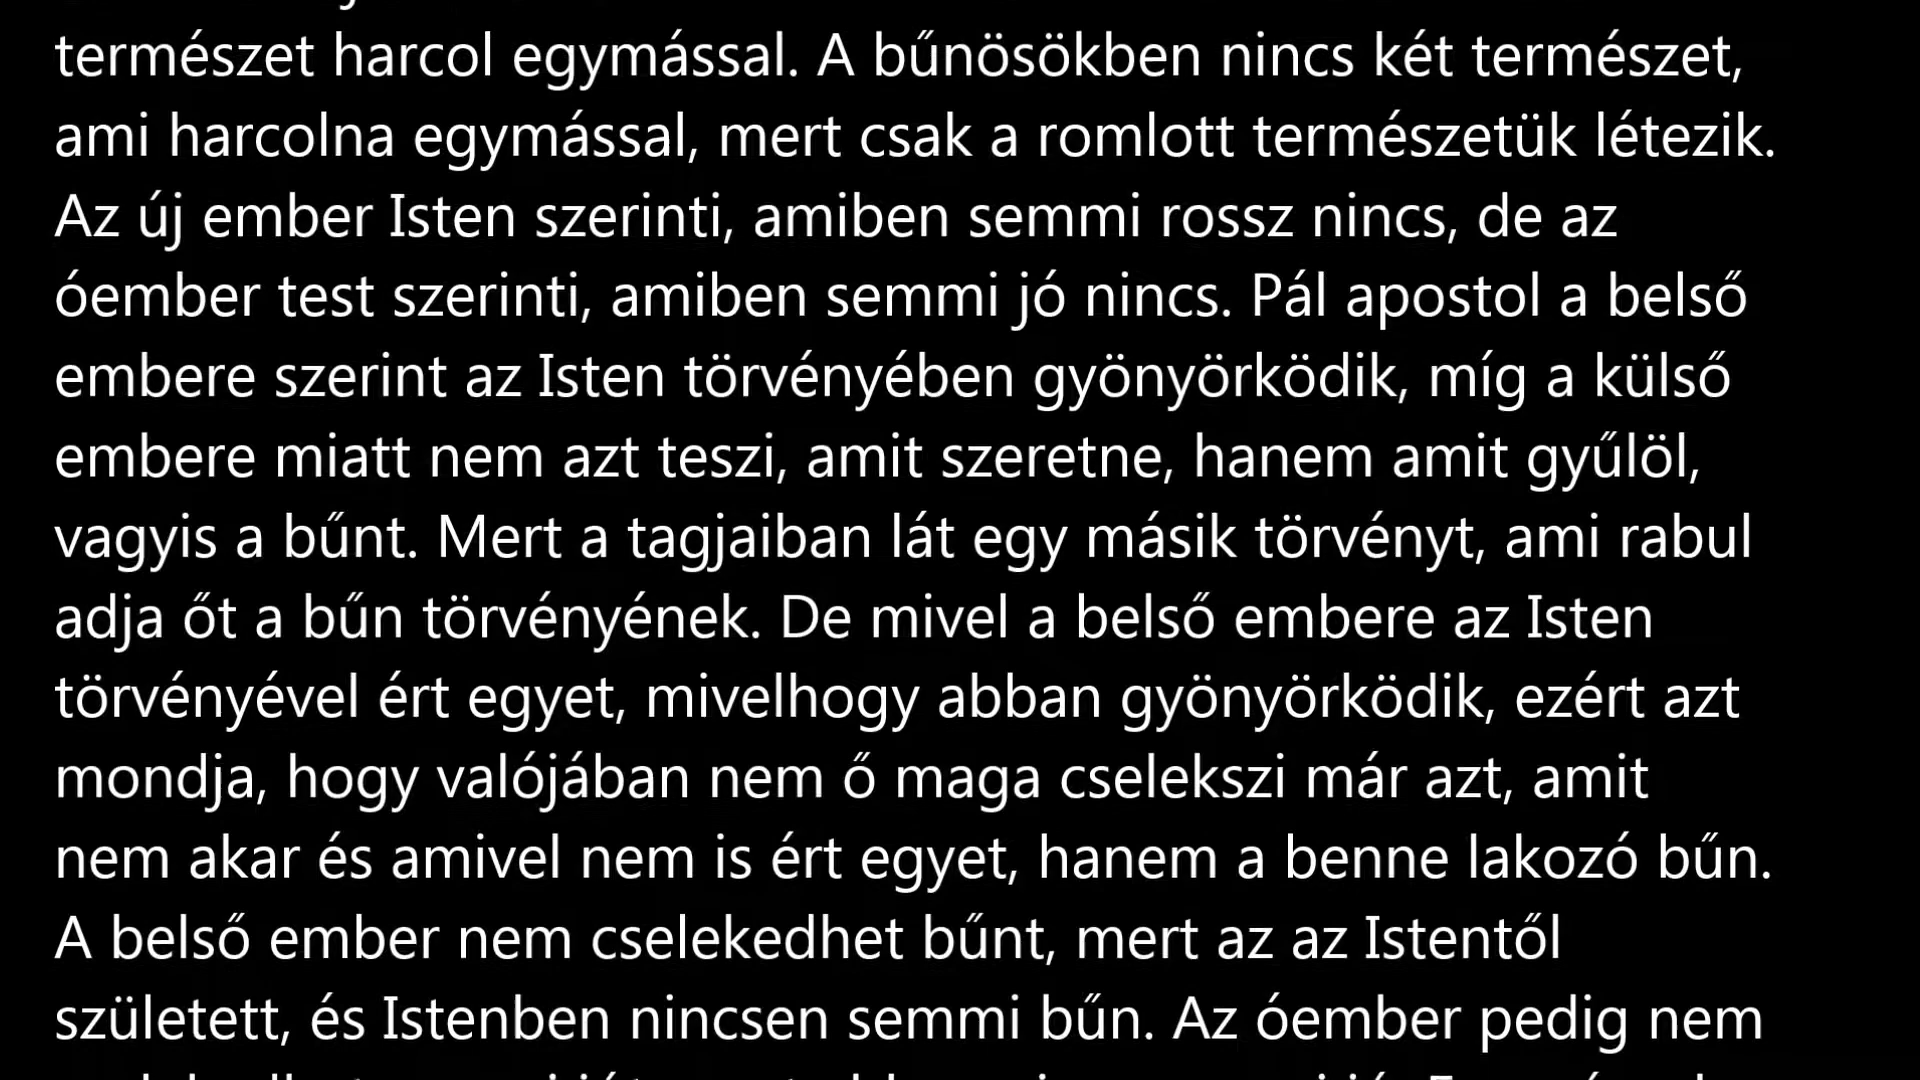 természet harcol egymással. A bűnösökben nincs két természet,
ami harcolna egymással, mert csak a romlott természetük létezik.
Az új ember Isten szerinti, amiben semmi rossz nincs, de az
óember test szerinti, amiben semmi jó nincs. Pál apostol a belső
embere szerint az Isten törvényében gyönyörködik, míg a külső
embere miatt nem azt teszi, amit szeretne, hanem amit gyűlöl,
vagyis a bűnt. Mert a tagjaiban lát egy másik törvényt, ami rabul
adja őt a bűn törvényének. De mivel a belső embere az Isten
törvényével ért egyet, mivelhogy abban gyönyörködik, ezért azt
mondja, hogy valójában nem ő maga cselekszi már azt, amit
nem akar és amivel nem is ért egyet, hanem a benne lakozó bűn.
A belső ember nem cselekedhet bűnt, mert az az Istentől
született, és Istenben nincsen semmi bűn. Az óember pedig nem